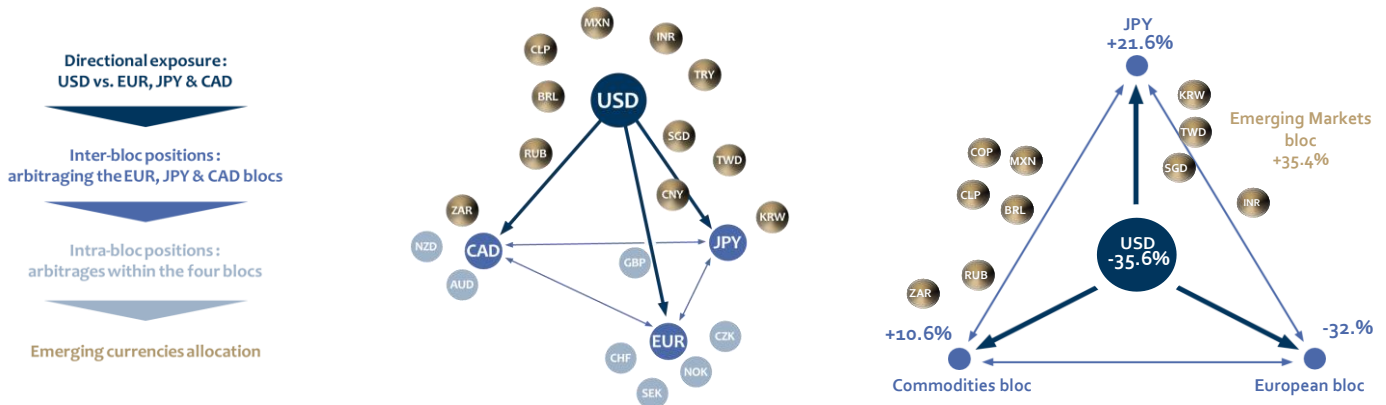 Directional exposure :
USD vs. EUR, JPY & CAD
Inter-bloc positions :
arbitraging the EUR, JPY & CAD blocs
Intra-bloc positions :
arbitrages within the four blocs
Emerging currencies allocation
MXN
INR
CLP
TRY
BRL
USD
SGD
RUB
TWD
CNY
ZAR
KRW
NZD
CAD
JPY
GBP
AUD
EUR
CZK
CHF
NOK
SEK
JPY
+21.6%
KRW
Emerging Markets
bloc
+35.4%
TWD
COP
MXN
SGD
CLP
BRL
INR
USD
-35.6%
RUB
ZAR
+10.6%
-32.%
Commodities bloc
European bloc